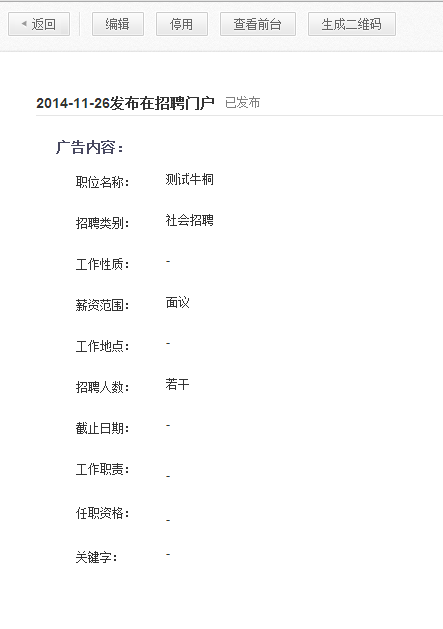 返回 编辑 停用 查看前台 生成二维码
2014-11-26发布在招聘门户 已发布
广告内容：
职位名称： 测试牛桐
招聘类别： 社会招聘
工作性质： -
薪资范围： 面议
工作地点： -
招聘人数： 若干
截止日期： -
工作职责： -
任职资格： -
关键字： -